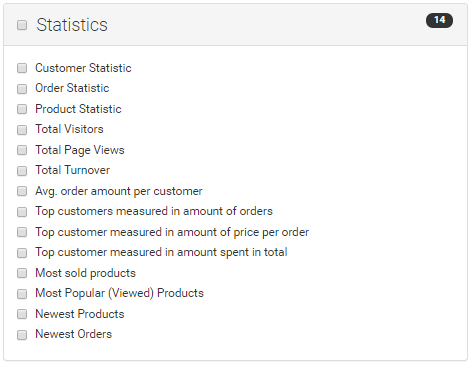 Statistics 14
Customer Statistic
Order Statistic
Product Statistic
Total Visitors
Total Page Views
Total Turnover
Avg. order amount per customer
Top customers measured in amount of orders
Top customer measured in amount of price per order
Top customer measured in amount spent in total
Most sold products
Most Popular (Viewed) Products
Newest Products
Newest Orders